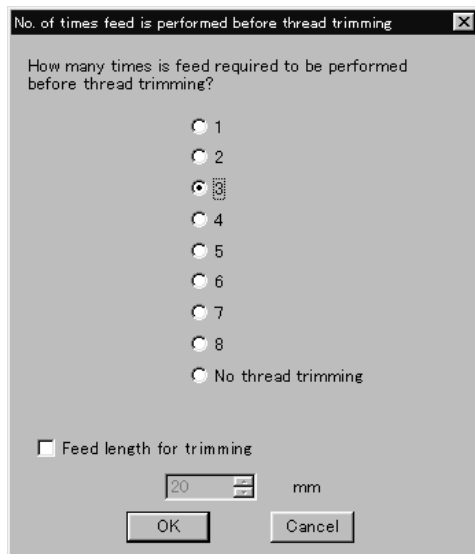 No. of times feed is performed before thread trimming
How many times is feed required to be performed
before thread trimming?
1
2
3
4
5
6
7
8
No thread trimming
Feed length for trimming
20 mm
OK Cancel